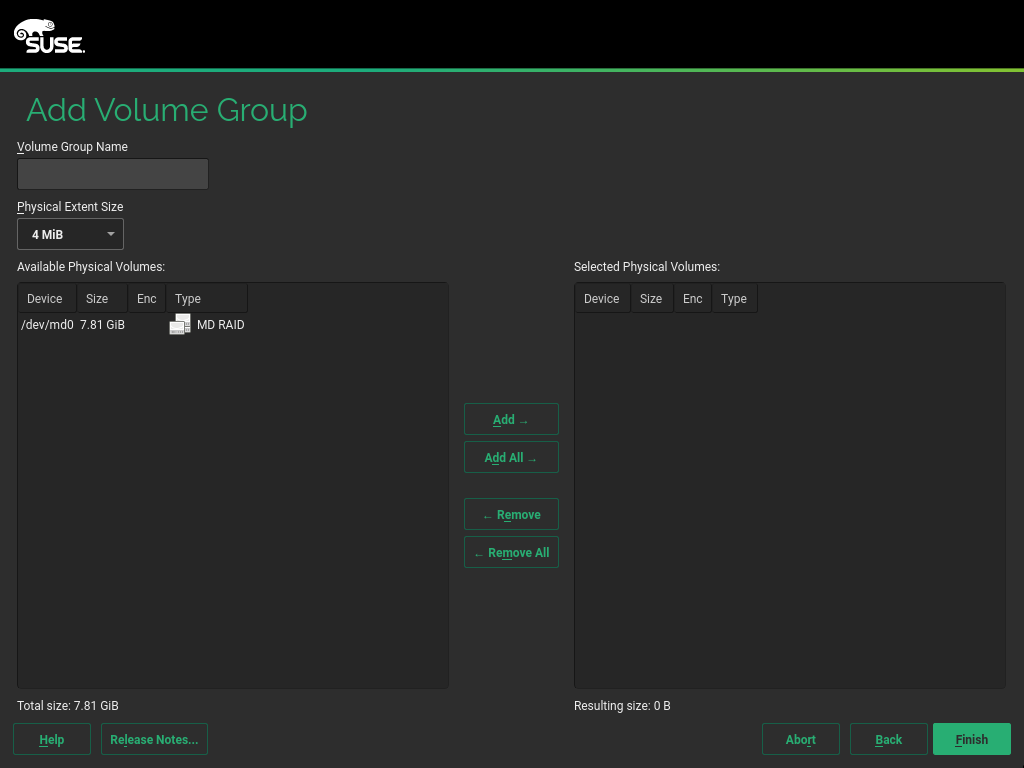 SUSE.
Add Volume Group
Volume Group Name
Physical Extent Size
4 MiB
Available Physical Volumes:
Device Size Enc Type
/dev/md0 7.81 GiB MD RAID
Total size: 7.81 GiB
Add →
Add All →
← Remove
← Remove All
Selected Physical Volumes:
Device Size Enc Type
Resulting size: 0 B
Help Release Notes... Abort Back Finish